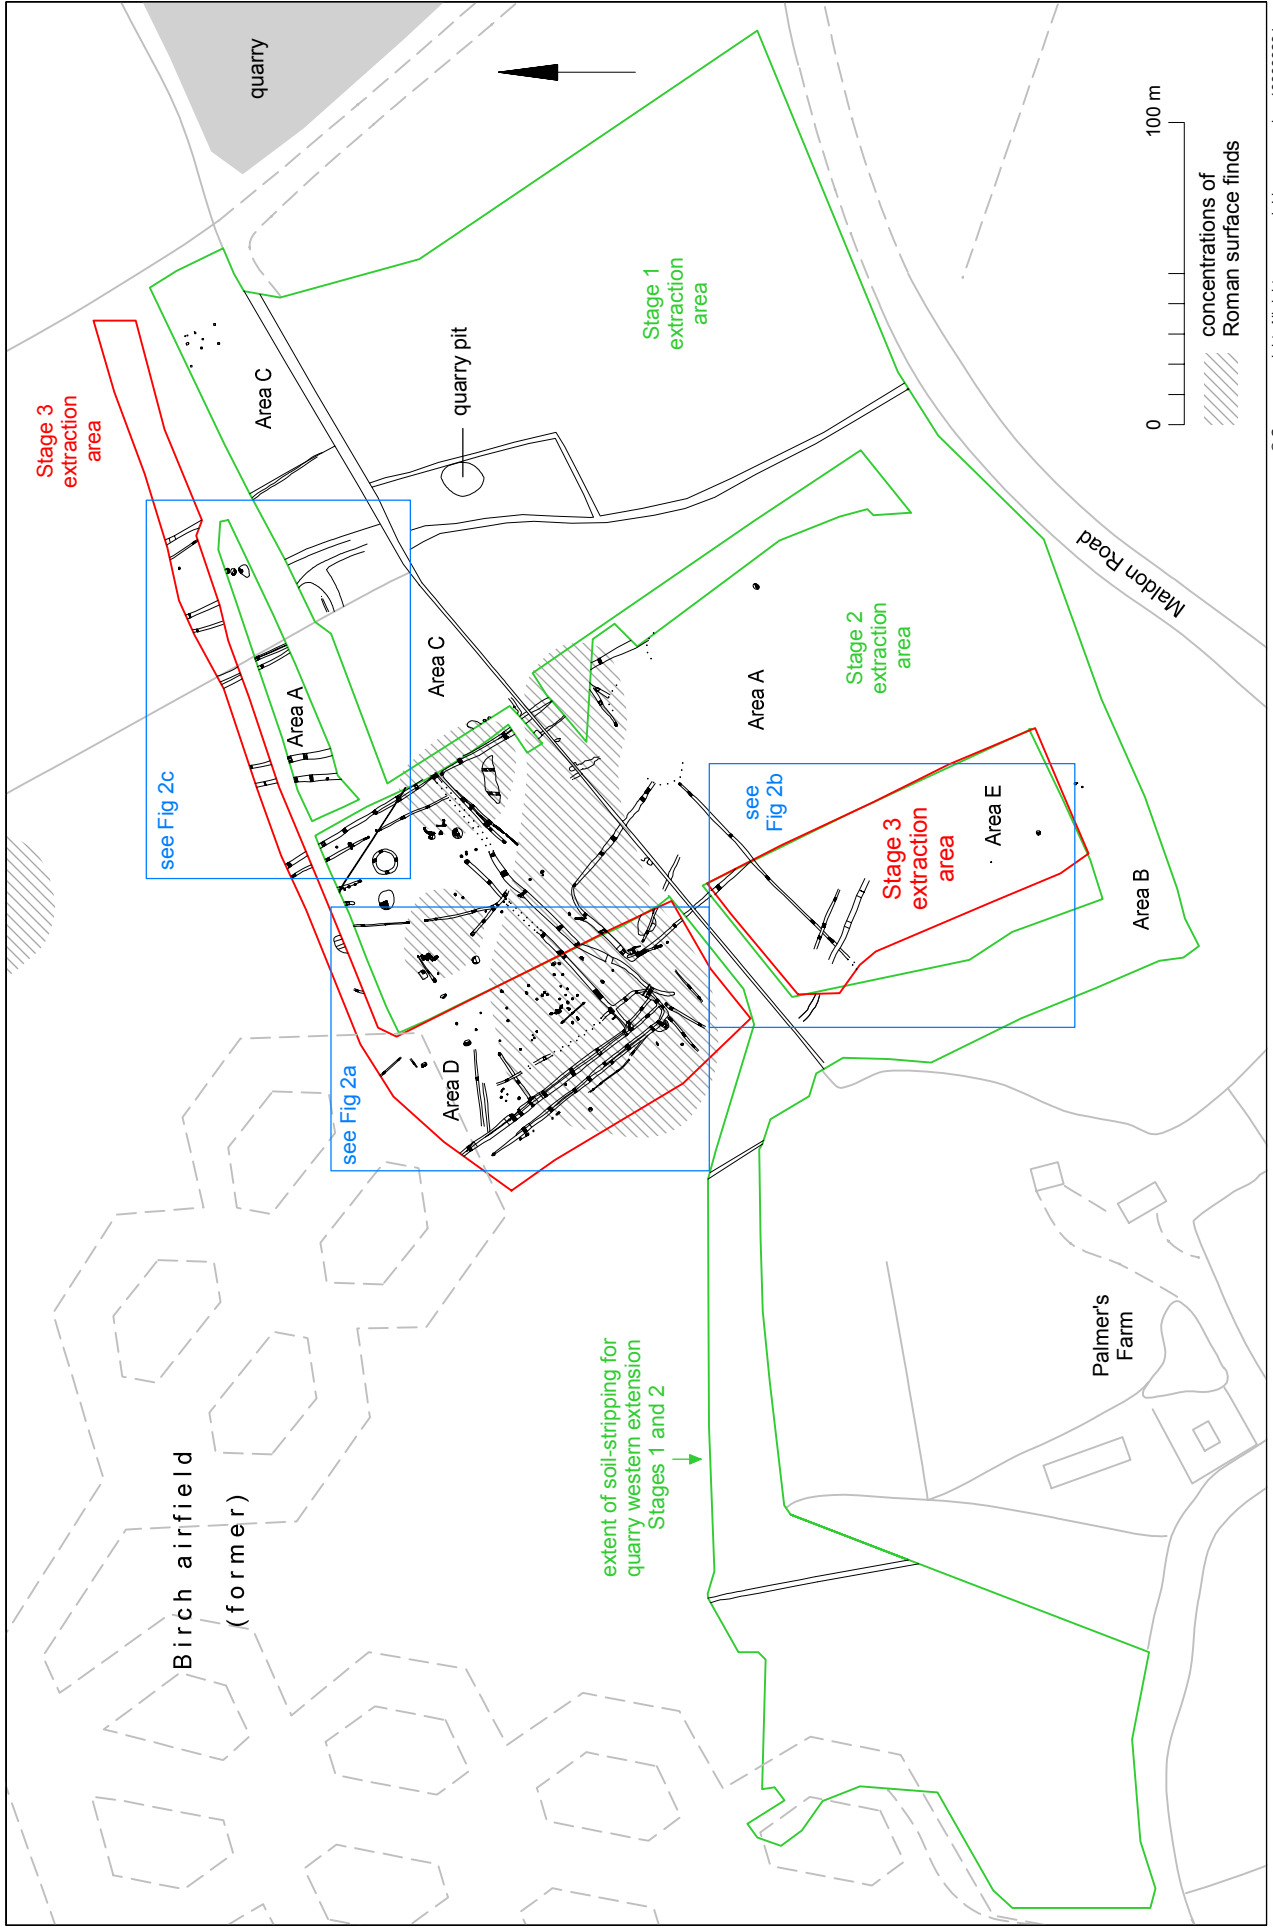 Birch airfield
(former)
quarry
Stage 3
extraction
area
see Fig 2c
Area C
Area A
quarry pit
Area C
see Fig 2a
Area D
Stage 1
extraction
area
extent of soil-stripping for
quarry western extension
Stages 1 and 2
Area A
see
Fig 2b
Stage 2
extraction
area
Stage 3
extraction
area
Area E
Area B
Maldon Road
Palmer's
Farm
0
100 m
concentrations of
Roman surface finds